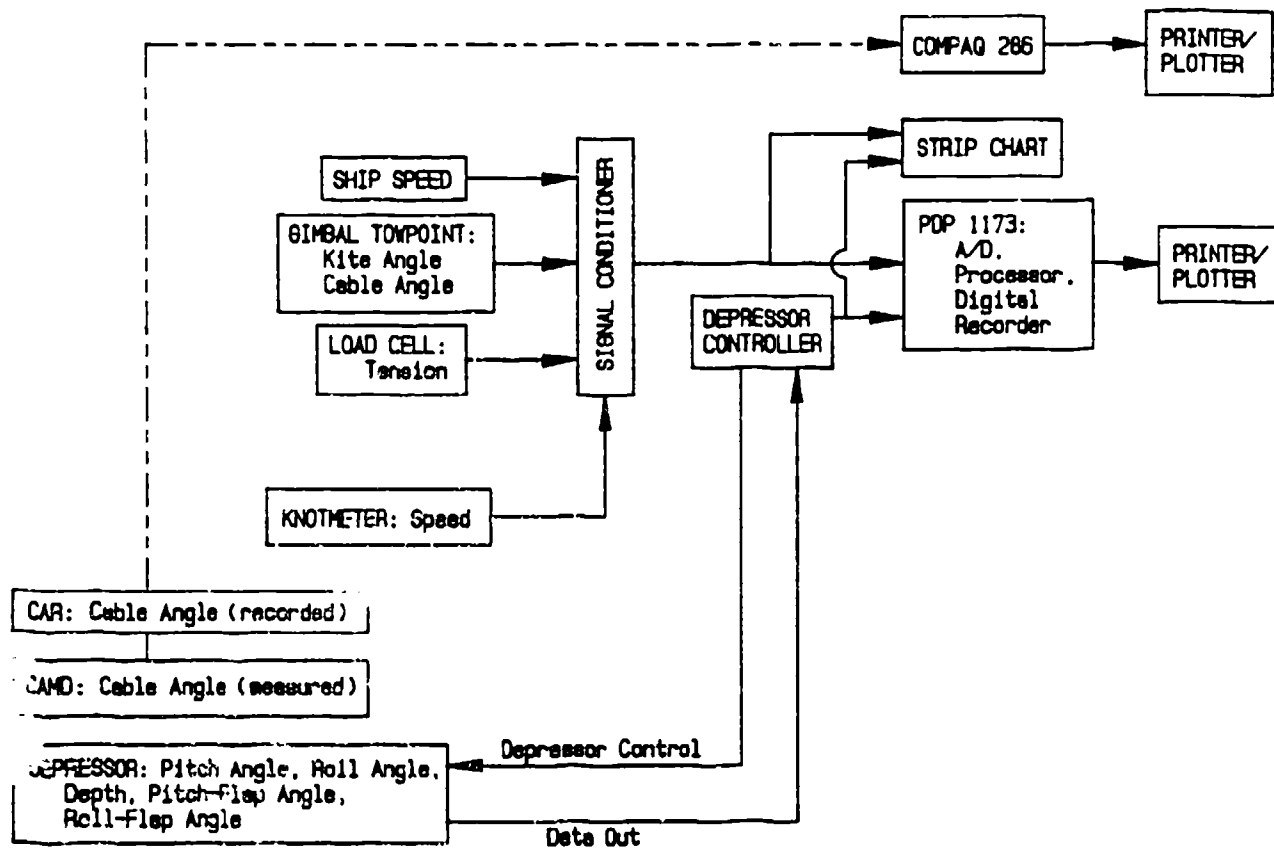 COMPAQ 286
PRINTER/
PLOTTER
STRIP CHART
SHIP SPEED
SIGNAL CONDITIONER
GIMBAL TOWPOINT:
Kite Angle
Cable Angle
PDP 1173:
A/D,
Processor,
Digital
Recorder
PRINTER/
PLOTTER
DEPRESSOR
CONTROLLER
LOAD CELL:
Tension
KNOTMETER: Speed
CAR: Cable Angle (recorded)
CAMD: Cable Angle (measured)
Depressor Control
DEPRESSOR: Pitch Angle, Roll Angle,
Depth, Pitch-Flap Angle,
Roll-Flap Angle
Data Out